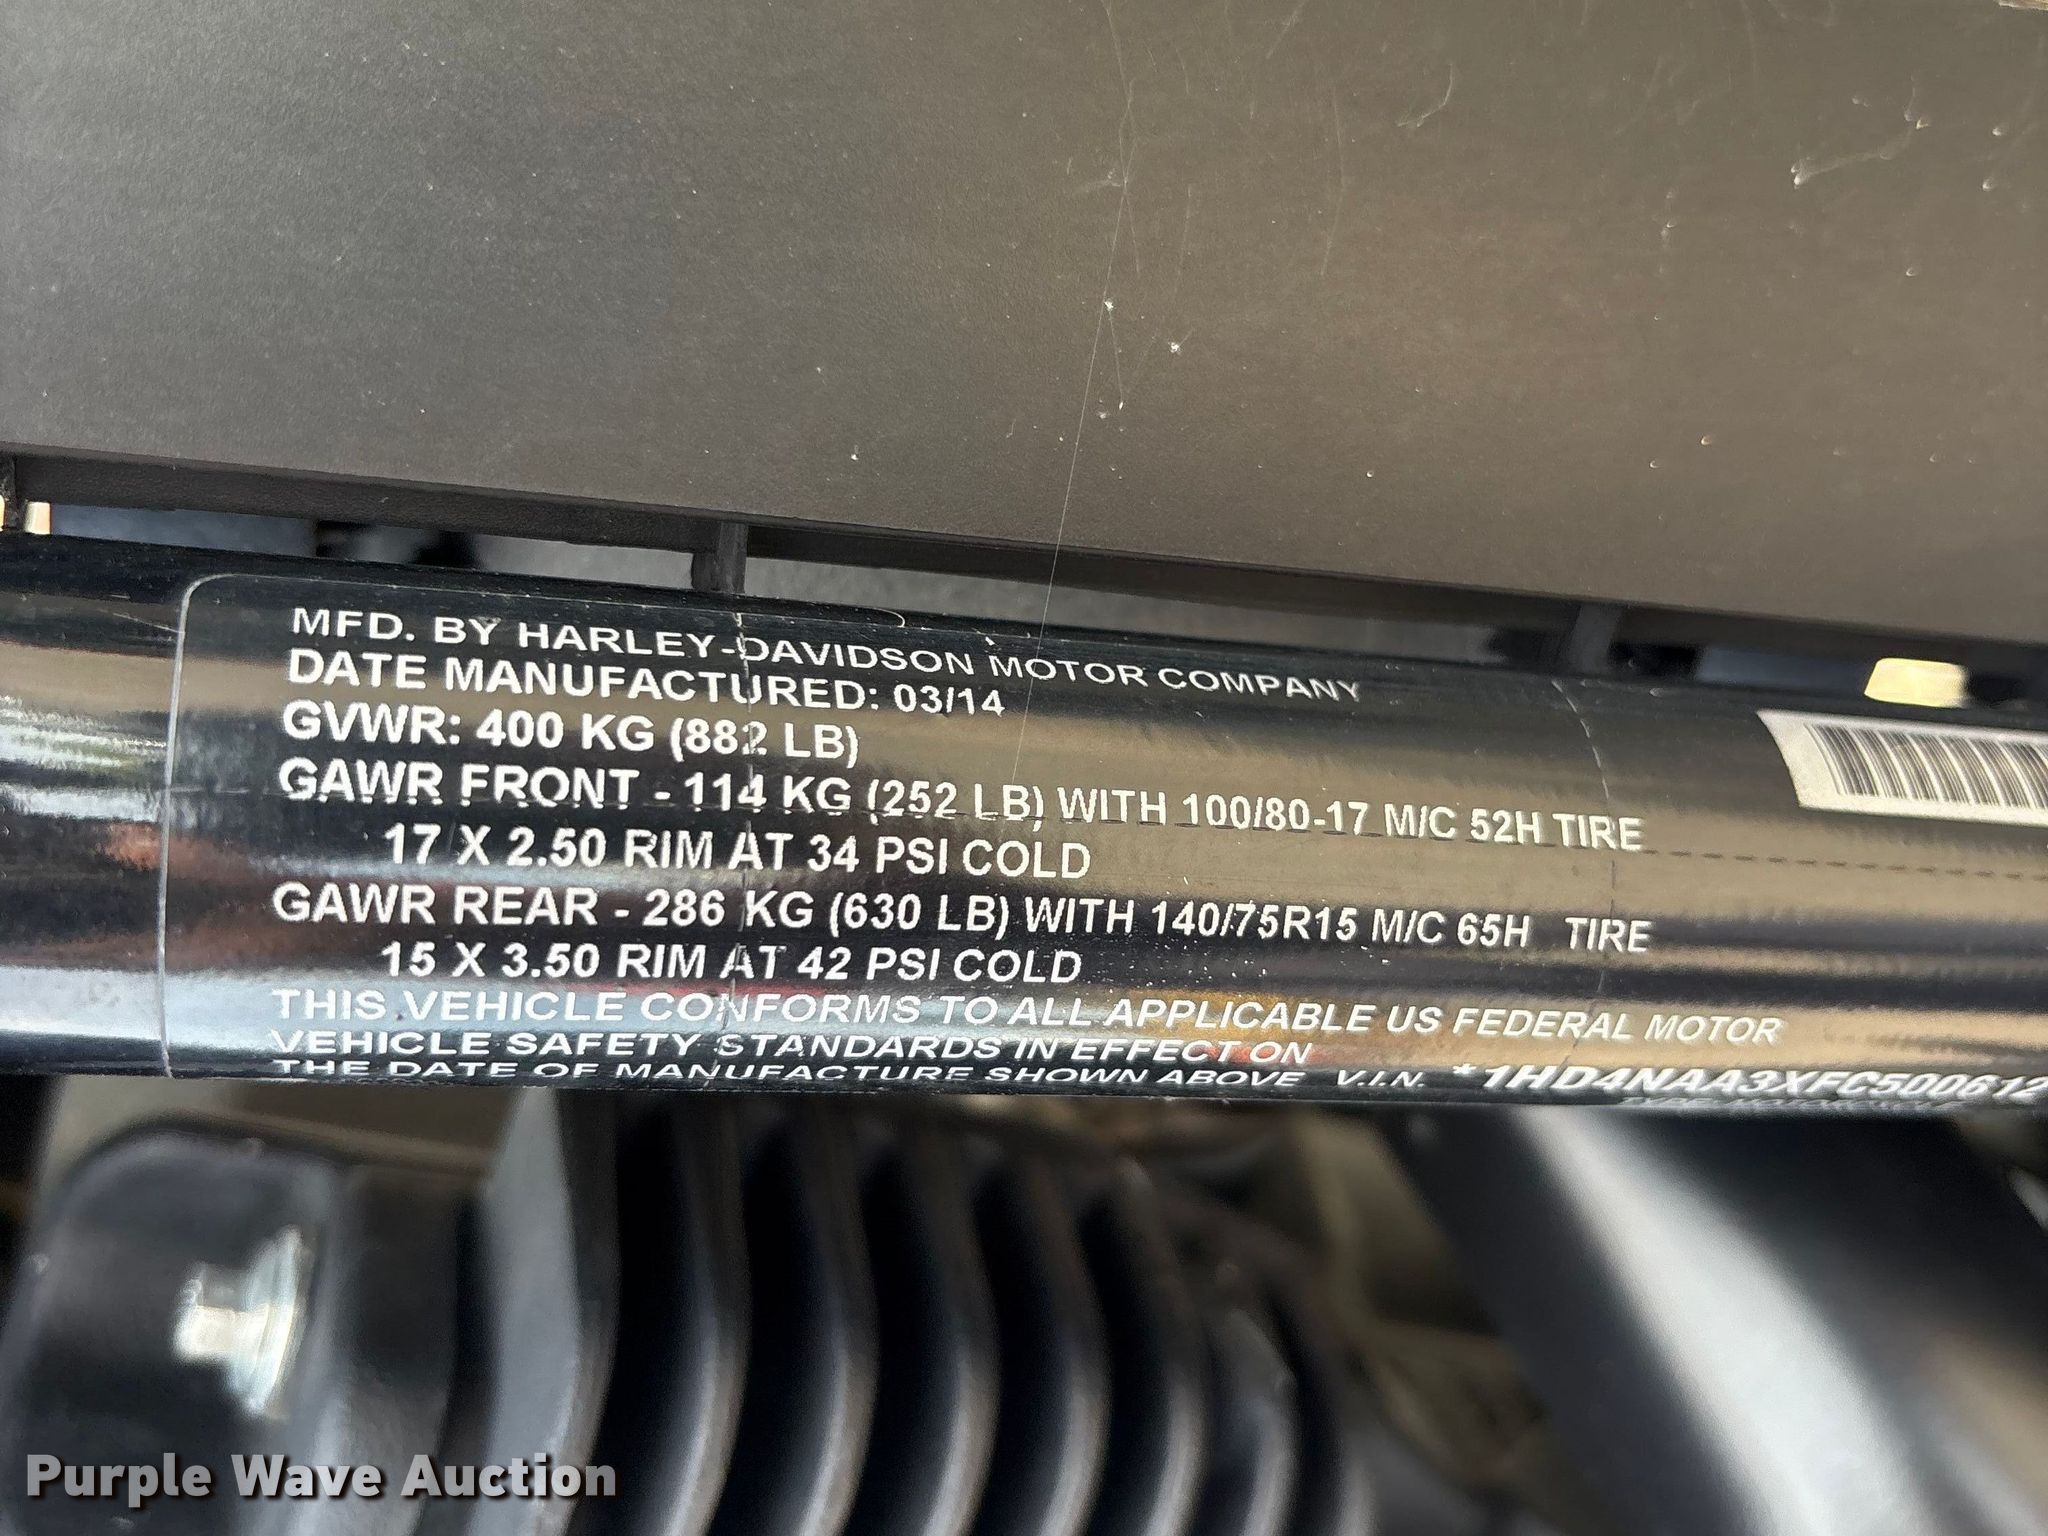 MFD. BY HARLEY-DAVIDSON MOTOR COMPANY
DATE MANUFACTURED: 03/14
GVWR: 400 KG (882 LB)
GAWR FRONT - 114 KG (252 LB) WITH 100/80-17 M/C 52H TIRE
17 X 2.50 RIM AT 34 PSI COLD
GAWR REAR - 286 KG (630 LB) WITH 140/75R15 M/C 65H TIRE
15 X 3.50 RIM AT 42 PSI COLD
THIS VEHICLE CONFORMS TO ALL APPLICABLE US FEDERAL MOTOR
VEHICLE SAFETY STANDARDS IN EFFECT ON
THE DATE OF MANUFACTURE SHOWN ABOVE V.I.N. *1HD4NAA3XFC500612
Purple Wave Auction